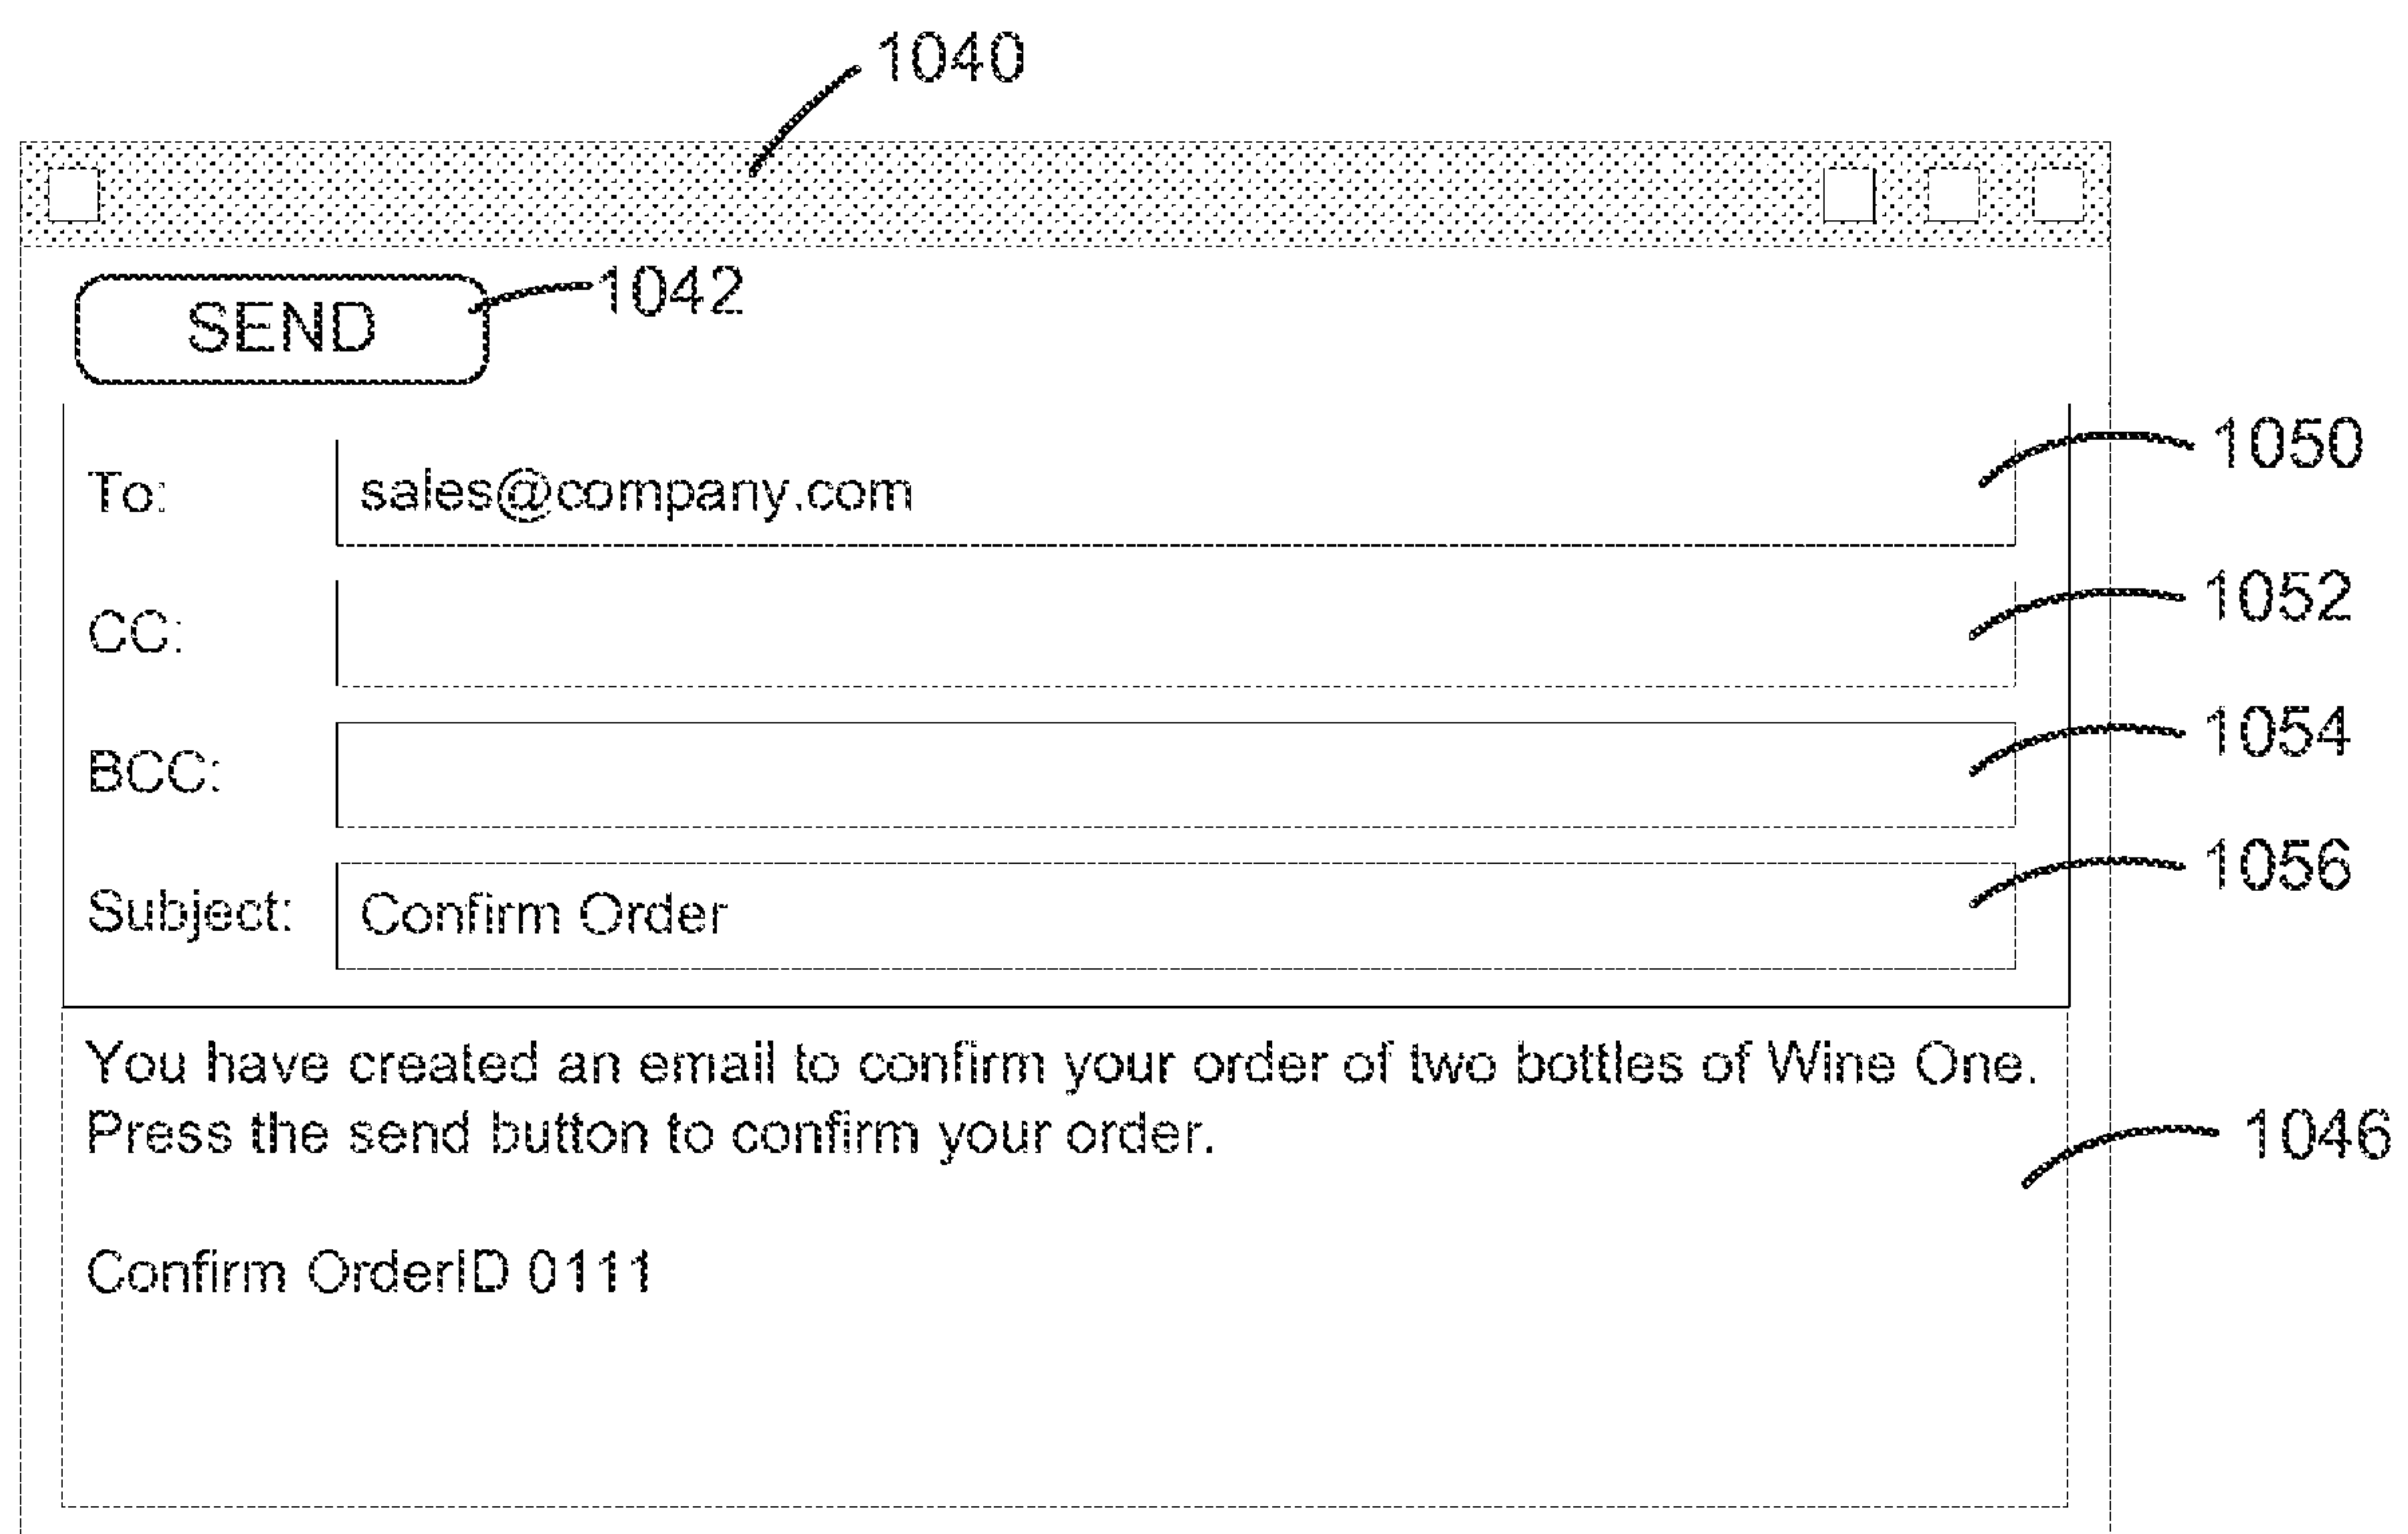 1040
SEND
1042
To: sales@company.com
1050
CC:
1052
BCC:
1054
Subject: Confirm Order
1056
You have created an email to confirm your order of two bottles of Wine One.
Press the send button to confirm your order.
1046
Confirm OrderID 0111